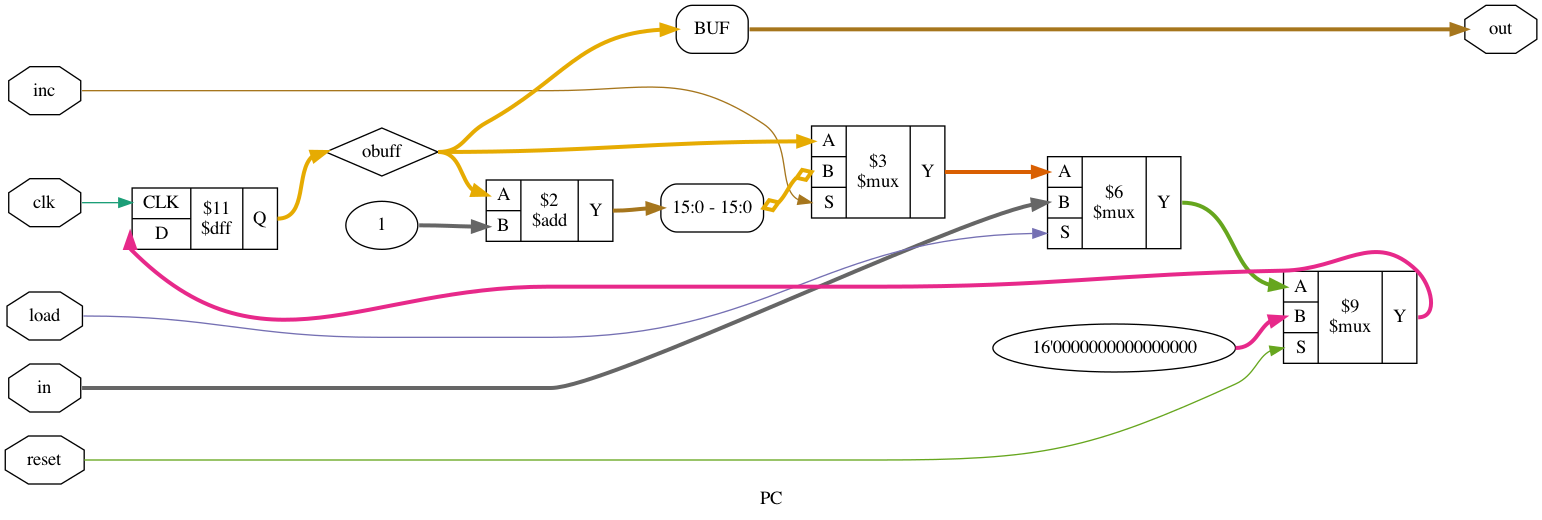 BUF
out
inc
obuff
clk
CLK
D
$11
$dff
Q
1
A
B
$2
$add
Y
15:0 - 15:0
A
B
S
$3
$mux
Y
A
B
S
$6
$mux
Y
load
in
16'0000000000000000
A
B
S
$9
$mux
Y
reset
PC